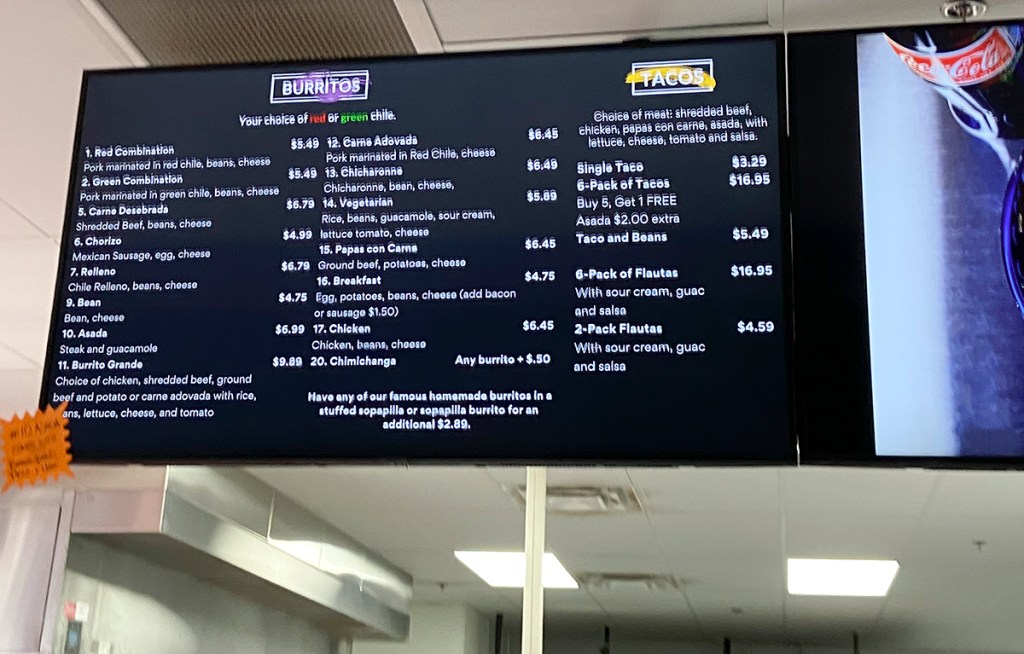 BURRITOS
Your choice of red or green chile.
1. Red Combination $5.49
Pork marinated in red chile, beans, cheese
2. Green Combination $5.49
Pork marinated in green chile, beans, cheese
5. Carne Desebrada $6.79
Shredded Beef, beans, cheese
6. Chorizo $4.99
Mexican Sausage, egg, cheese
7. Relleno $6.79
Chile Relleno, beans, cheese
9. Bean $4.75
Bean, cheese
10. Asada $6.99
Steak and guacamole
11. Burrito Grande $9.89
Choice of chicken, shredded beef, ground
beef and potato or carne adovada with rice,
ans, lettuce, cheese, and tomato
12. Carne Adovada $6.45
Pork marinated in Red Chile, cheese
13. Chicharonne $6.49
Chicharonne, bean, cheese,
14. Vegetarian $5.89
Rice, beans, guacamole, sour cream,
lettuce tomato, cheese
15. Papas con Carne $6.45
Ground beef, potatoes, cheese
16. Breakfast $4.75
Egg, potatoes, beans, cheese (add bacon
or sausage $1.50)
17. Chicken $6.45
Chicken, beans, cheese
20. Chimichanga Any burrito + $.50
Have any of our famous homemade burritos in a
stuffed sopapilla or sopapilla burrito for an
additional $2.89.
TACOS
Choice of meat: shredded beef,
chicken, papas con carne, asada, with
lettuce, cheese, tomato and salsa.
Single Taco $3.29
6-Pack of Tacos $16.95
Buy 5, Get 1 FREE
Asada $2.00 extra
Taco and Beans $5.49
6-Pack of Flautas $16.95
With sour cream, guac
and salsa
2-Pack Flautas $4.59
With sour cream, guac
and salsa
Coca-Cola